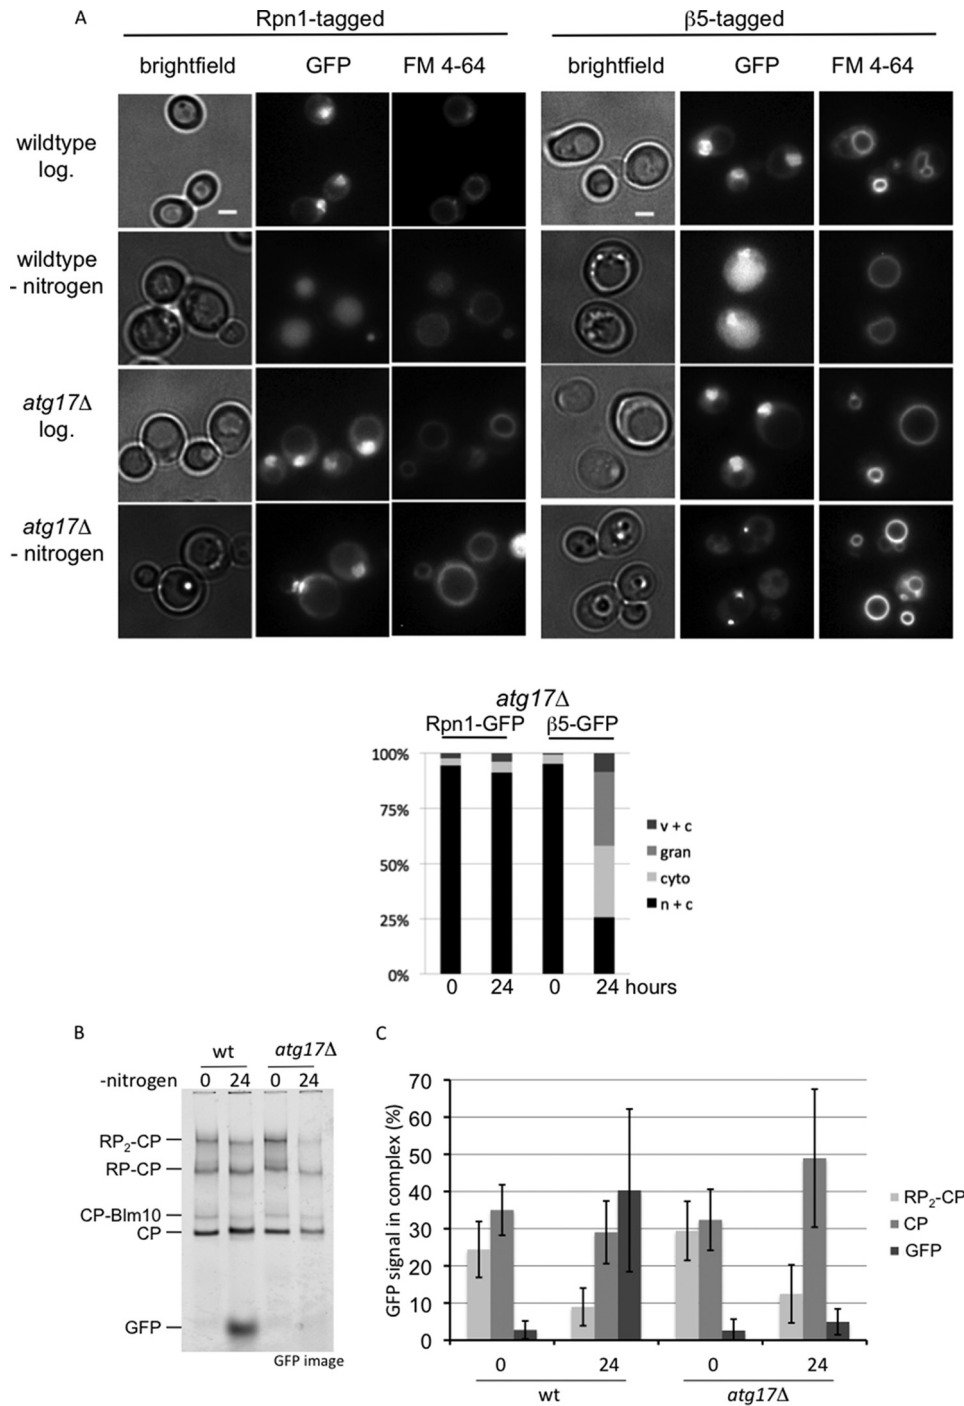 A
Rpn1-tagged β5-tagged
brightfield GFP FM 4-64 brightfield GFP FM 4-64
wildtype
log.
wildtype
- nitrogen
atg17Δ
log.
atg17Δ
- nitrogen
atg17Δ
Rpn1-GFP β5-GFP
100%
75%
50%
25%
0%
v + c
gran
cyto
n + c
0 24 0 24 hours
B
wt atg17Δ
-nitrogen 0 24 0 24
RP₂-CP
RP-CP
CP-Blm10
CP
GFP
GFP image
C
GFP signal in complex (%)
70
60
50
40
30
20
10
0
RP₂-CP
CP
GFP
0 24 0 24
wt atg17Δ